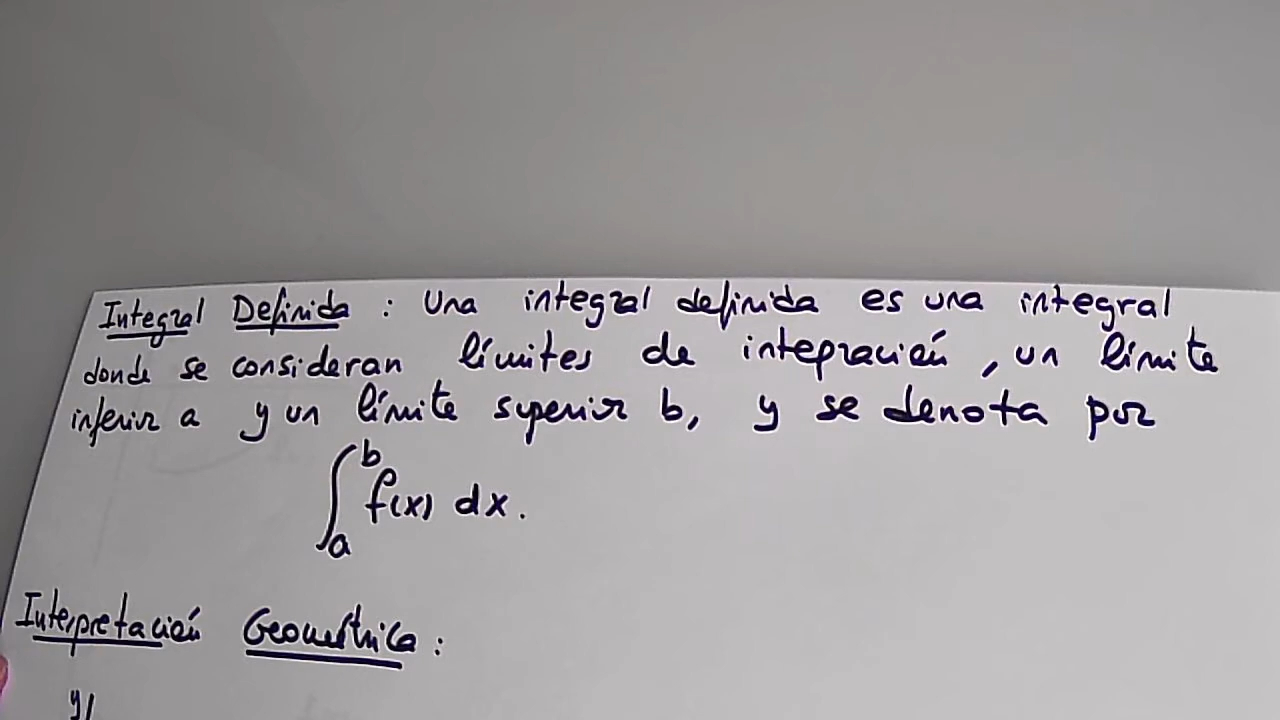 Integral Definida : Una integral definida es una integral
donde se consideran límites de integración, un límite
inferior a y un límite superior b, y se denota por
∫_a^b f(x) dx.
Interpretación Geométrica :
y